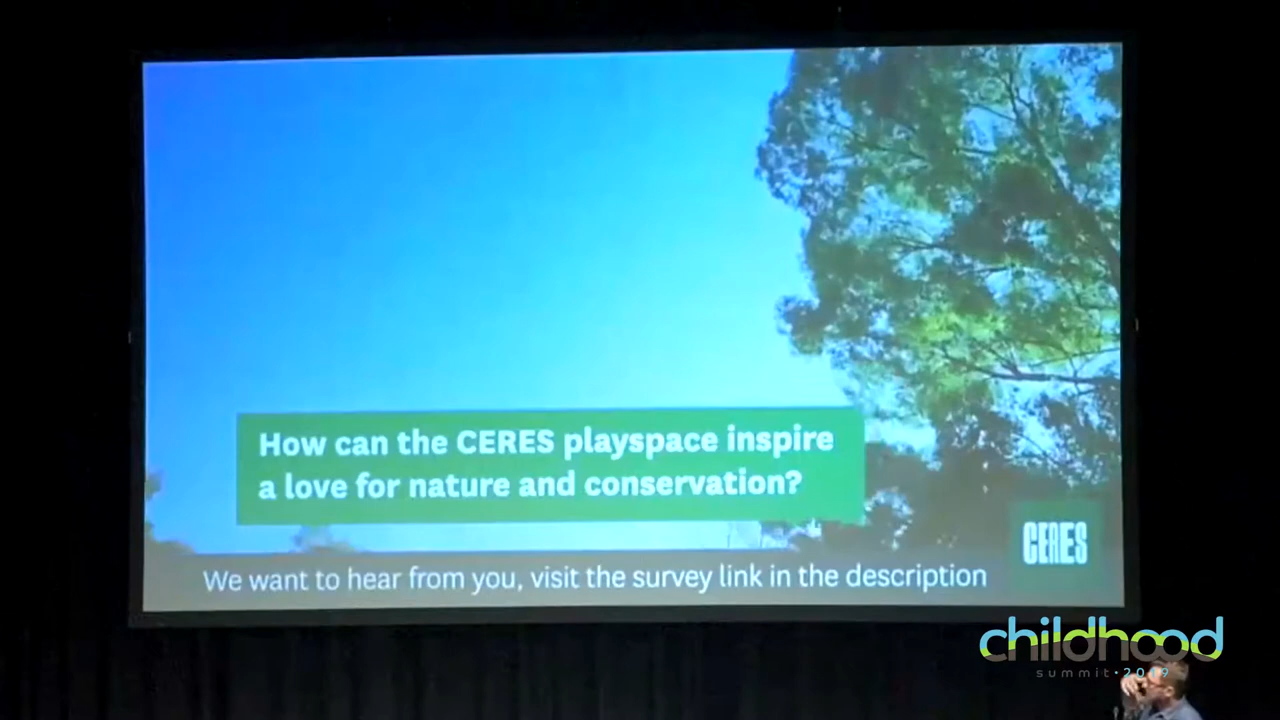 How can the CERES playspace inspire
a love for nature and conservation?
CERES
We want to hear from you, visit the survey link in the description
childhood
summit•2019